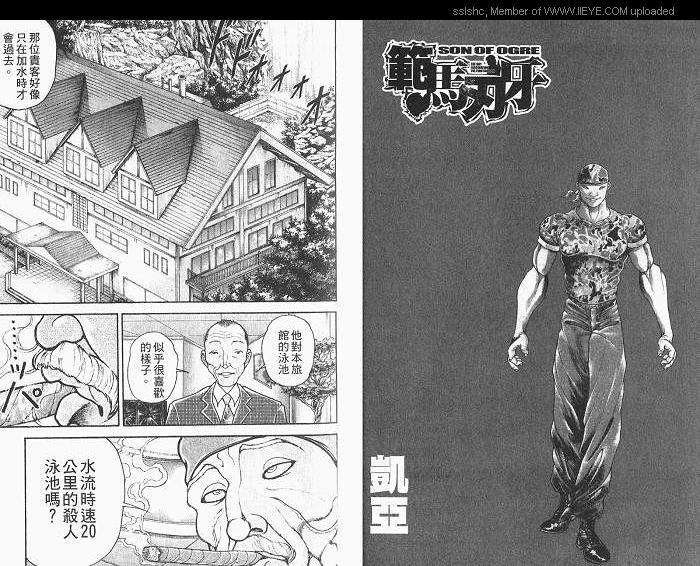 sslshc, Member of WWW.IIEYE.COM uploaded
SON OF OGRE
範馬刃牙
凱亞
那位貴客好像
只在加水時才
會過去。
他對本旅
館的泳池
似乎很喜歡
的樣子。
……
水流時速20
公里的殺人
泳池嗎?